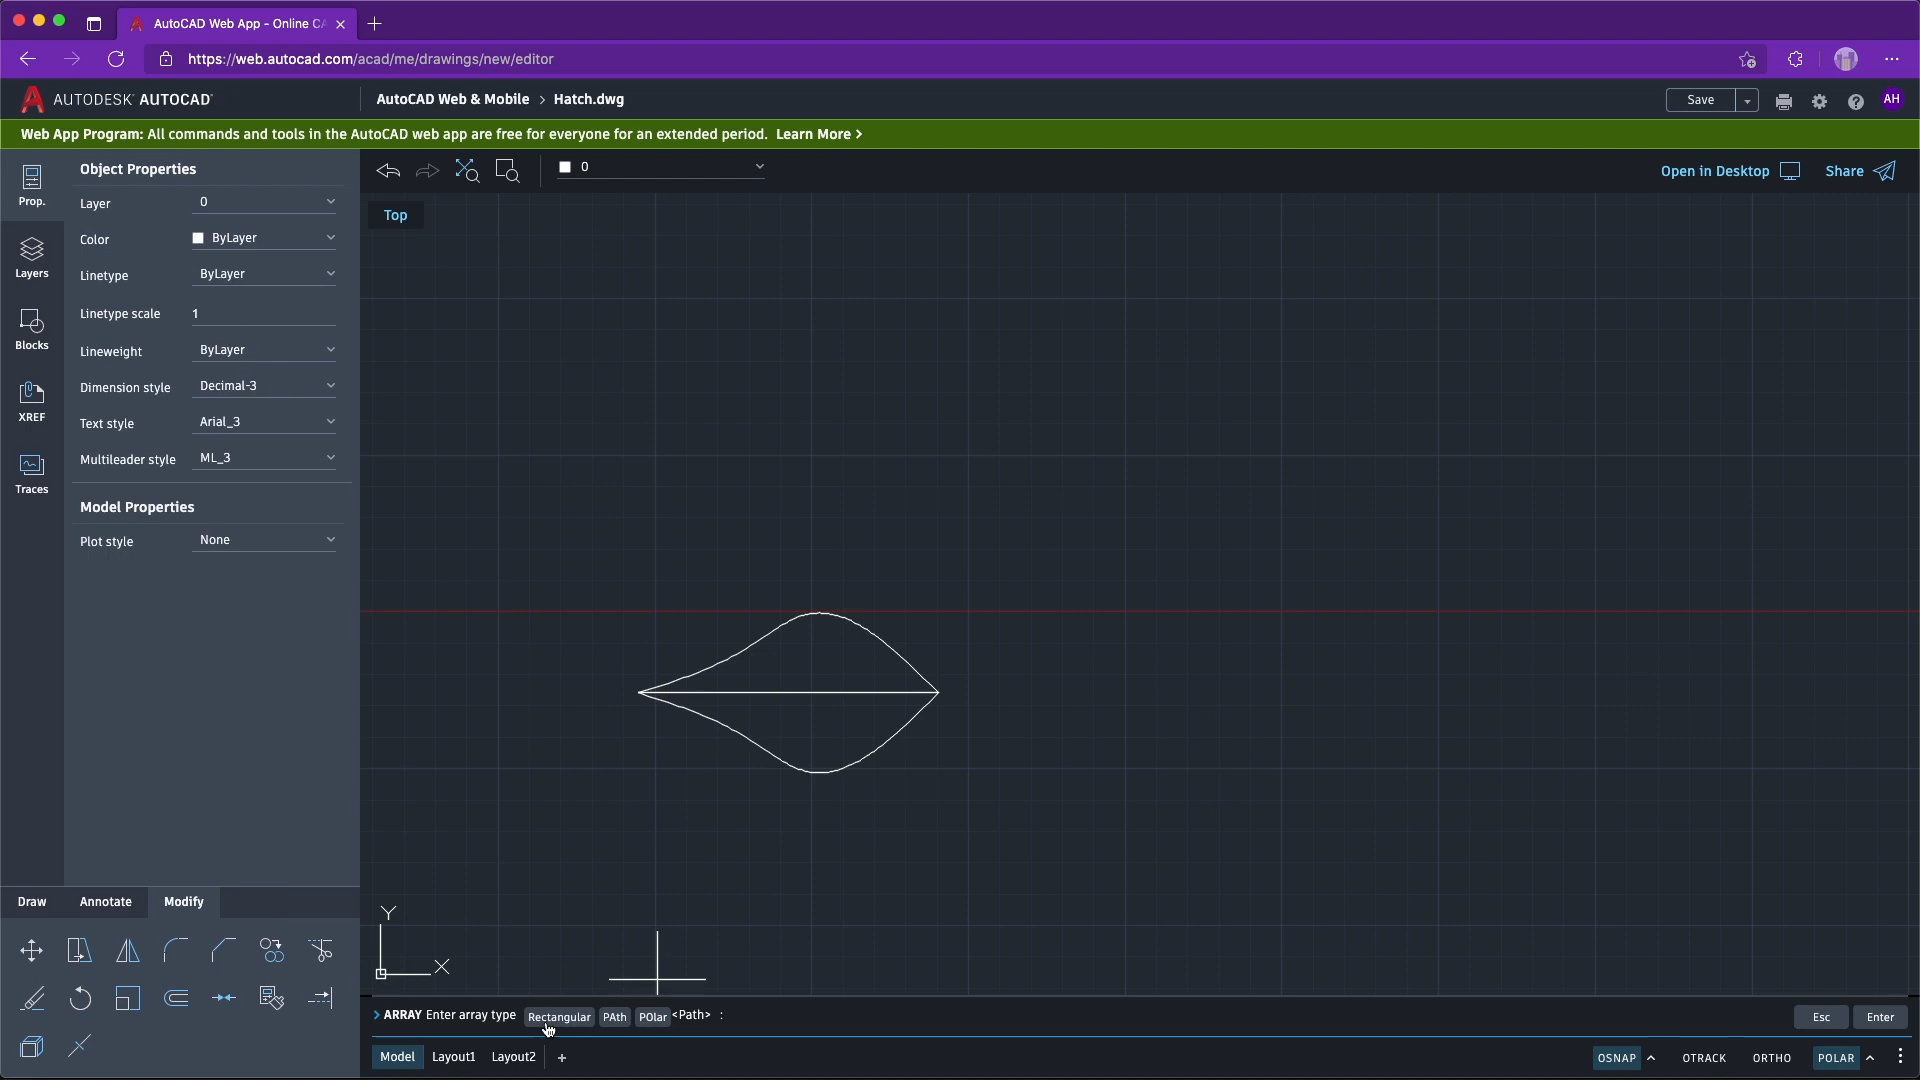 AutoCAD Web App - Online CA
https://web.autocad.com/acad/me/drawings/new/editor
AUTODESK AUTOCAD
AutoCAD Web & Mobile > Hatch.dwg
Save
AH
Web App Program: All commands and tools in the AutoCAD web app are free for everyone for an extended period. Learn More >
Prop.
Layers
Blocks
XREF
Traces
Object Properties
Layer 0
Color ByLayer
Linetype ByLayer
Linetype scale 1
Lineweight ByLayer
Dimension style Decimal-3
Text style Arial_3
Multileader style ML_3
Model Properties
Plot style None
0
Open in Desktop
Share
Top
Y
X
Draw Annotate Modify
> ARRAY Enter array type Rectangular PAth POlar <Path> :
Esc Enter
Model Layout1 Layout2 +
OSNAP OTRACK ORTHO POLAR